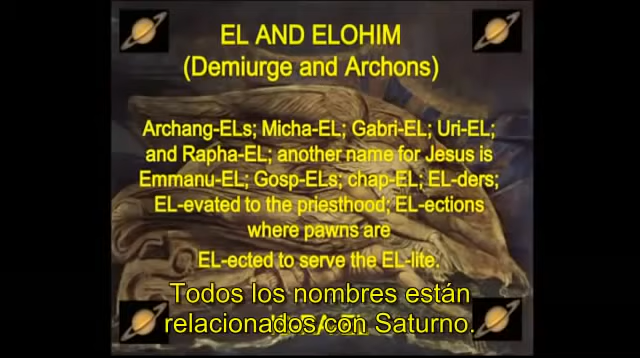 EL AND ELOHIM
(Demiurge and Archons)
Archang-ELs; Micha-EL; Gabri-EL; Uri-EL;
and Rapha-EL; another name for Jesus is
Emmanu-EL; Gosp-ELs; chap-EL; EL-ders;
EL-evated to the priesthood; EL-ections
where pawns are
EL-ected to serve the EL-lite.
Todos los nombres están
relacionados con Saturno.